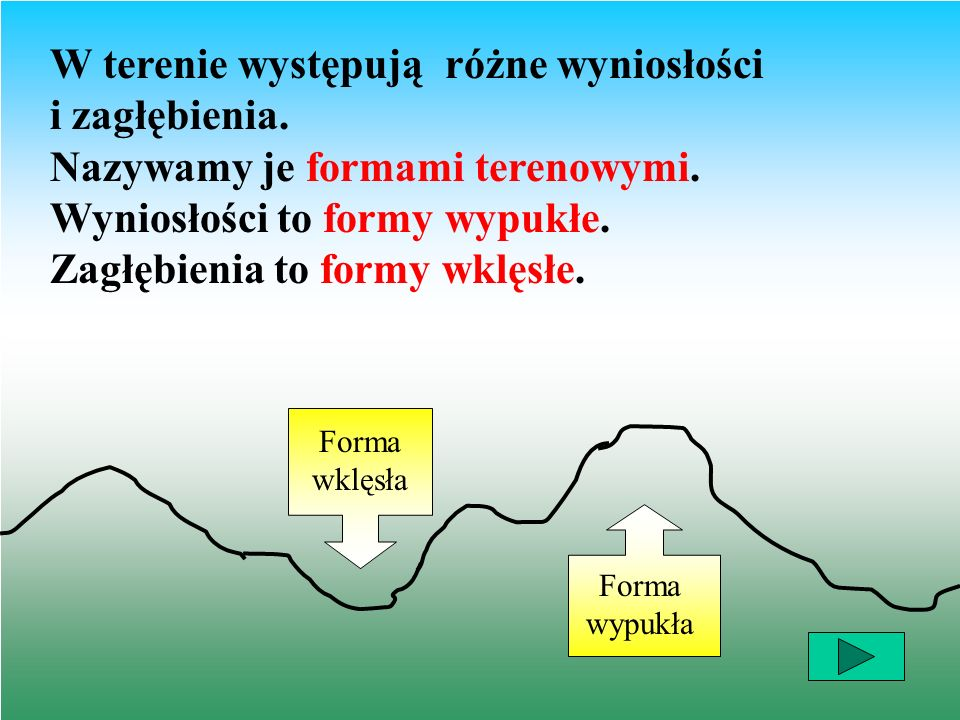 W terenie występują różne wyniosłości
i zagłębienia.
Nazywamy je formami terenowymi.
Wyniosłości to formy wypukłe.
Zagłębienia to formy wklęsłe.
Forma
wklęsła
Forma
wypukła